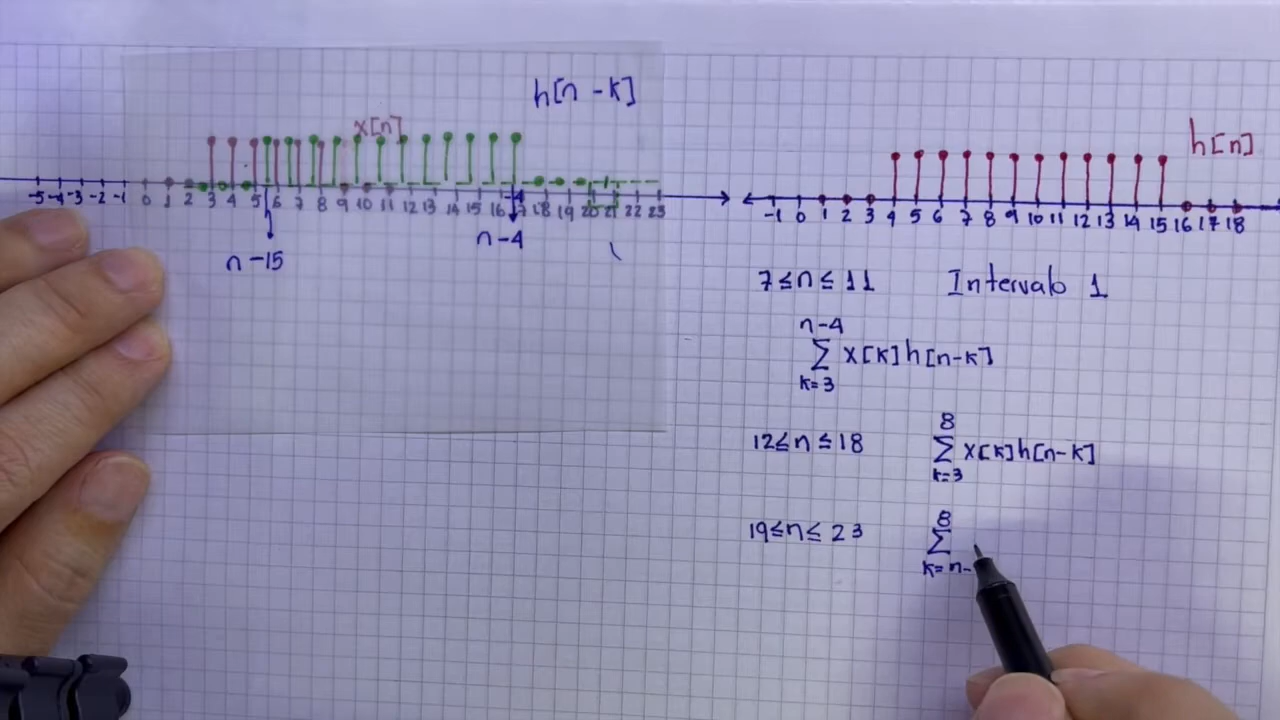 h[n-k]
x[n]
-5 -4 -3 -2 -1 0 1 2 3 4 5 6 7 8 9 10 11 12 13 14 15 16 17 18 19 20 21 22 23
n-15
n-4
h[n]
-1 0 1 2 3 4 5 6 7 8 9 10 11 12 13 14 15 16 17 18
7≤n≤11 Intervalo 1
n-4
∑ x[k]h[n-k]
k=3
8
12≤n≤18 ∑ x[k]h[n-k]
k=3
8
19≤n≤23 ∑
k=n-